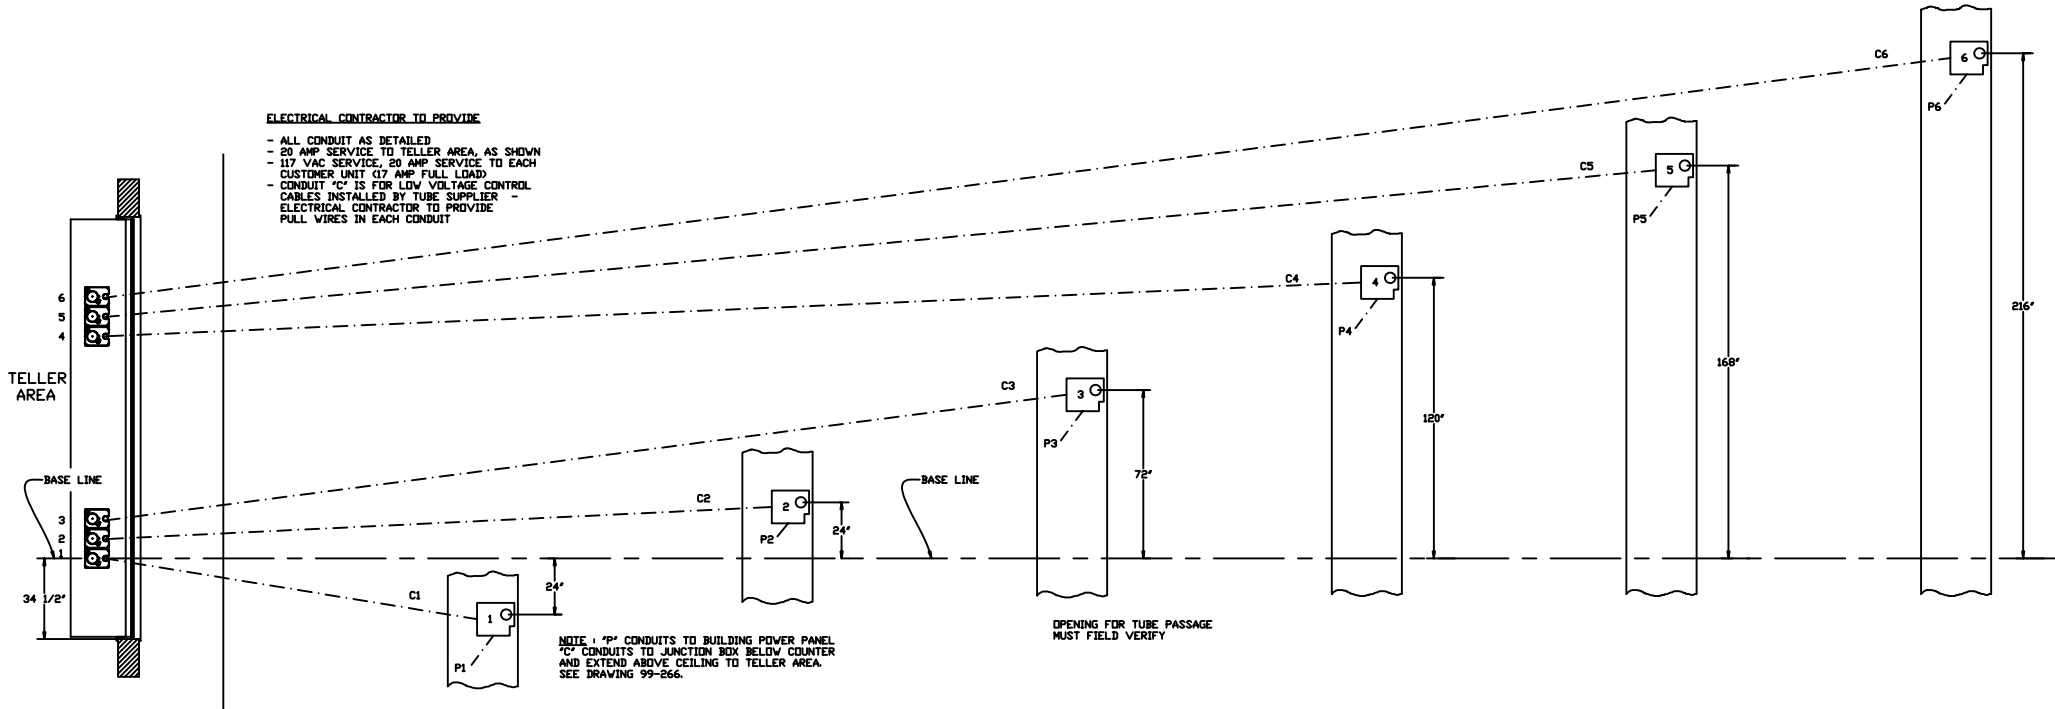 C6
6
P6
ELECTRICAL CONTRACTOR TO PROVIDE
- ALL CONDUIT AS DETAILED
- 20 AMP SERVICE TO TELLER AREA, AS SHOWN
- 117 VAC SERVICE, 20 AMP SERVICE TO EACH
CUSTOMER UNIT (17 AMP FULL LOAD)
- CONDUIT "C" IS FOR LOW VOLTAGE CONTROL
CABLES INSTALLED BY TUBE SUPPLIER -
ELECTRICAL CONTRACTOR TO PROVIDE
PULL WIRES IN EACH CONDUIT
C5
5
P5
C4
4
P4
216"
6
5
4
168"
TELLER
AREA
C3
3
P3
120"
72"
BASE LINE
BASE LINE
C2
2
P2
24"
3
2
1
34 1/2"
C1
1
P1
24"
NOTE : "P" CONDUITS TO BUILDING POWER PANEL
"C" CONDUITS TO JUNCTION BOX BELOW COUNTER
AND EXTEND ABOVE CEILING TO TELLER AREA.
SEE DRAWING 99-266.
OPENING FOR TUBE PASSAGE
MUST FIELD VERIFY